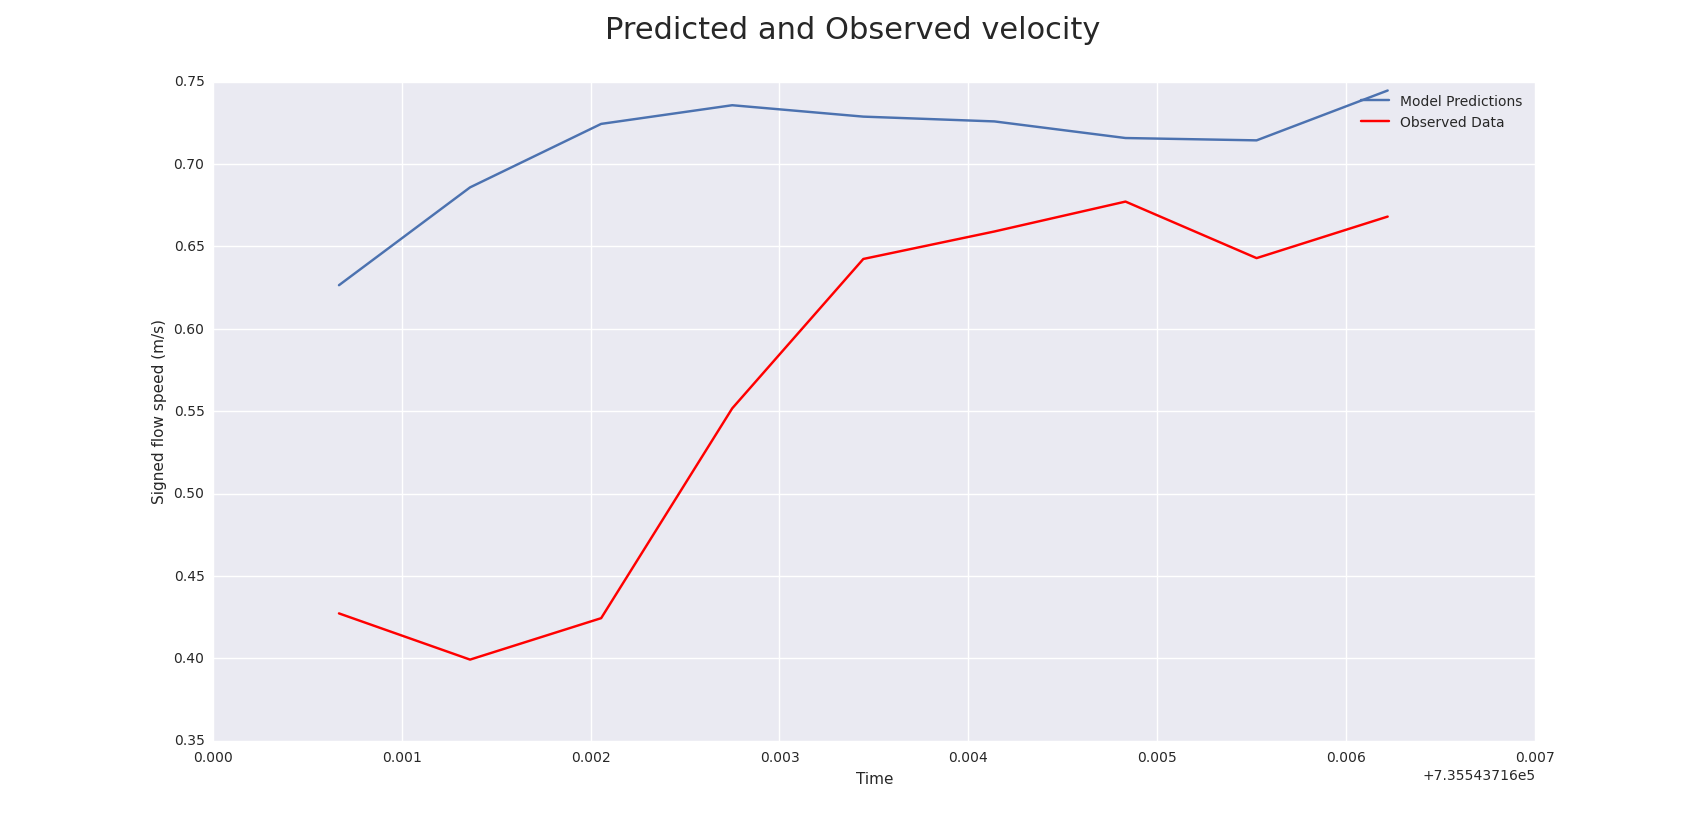 Predicted and Observed velocity
0.75
0.70
0.65
0.60
0.55
0.50
0.45
0.40
0.35
Signed flow speed (m/s)
Model Predictions
Observed Data
0.000 0.001 0.002 0.003 0.004 0.005 0.006 0.007
Time
+7.35543716e5